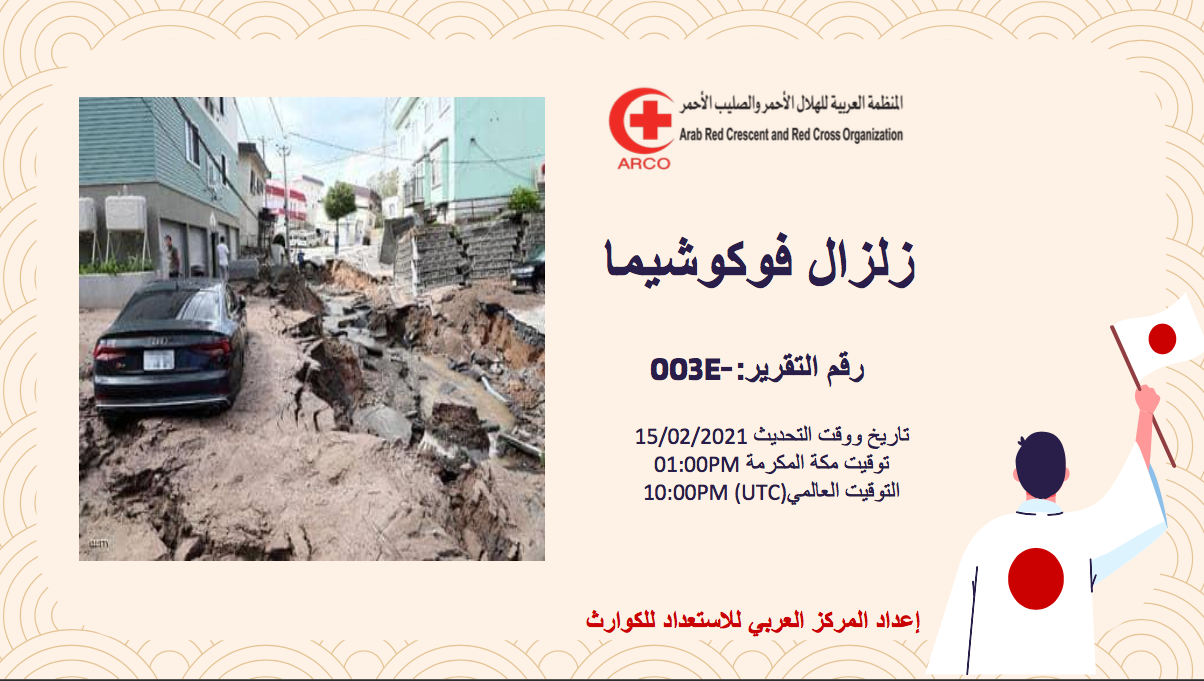 المنظمة العربية للهلال الأحمر والصليب الأحمر
Arab Red Crescent and Red Cross Organization
ARCO
زلزال فوكوشيما
رقم التقرير: -003E
تاريخ ووقت التحديث 15/02/2021
توقيت مكة المكرمة 01:00PM
التوقيت العالمي(UTC) 10:00PM
إعداد المركز العربي للاستعداد للكوارث